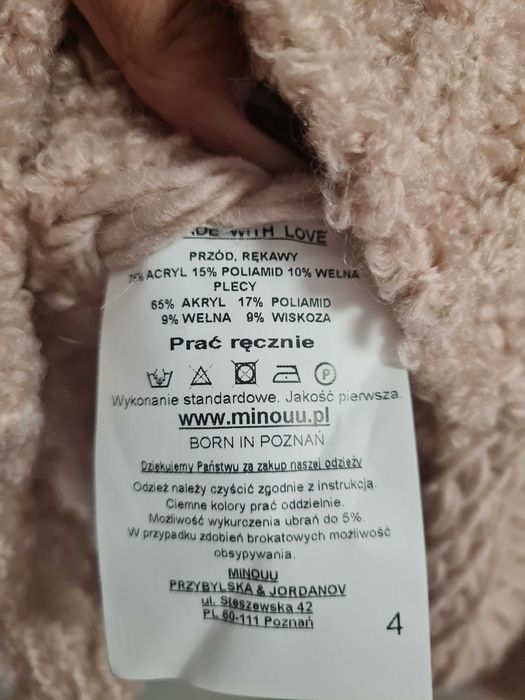 WITH LOVE
PRZÓD, RĘKAWY
75% ACRYL 15% POLIAMID 10% WEŁNA
PLECY
65% AKRYL 17% POLIAMID
9% WEŁNA 9% WISKOZA
Prać ręcznie
P
Wykonanie standardowe. Jakość pierwsza.
www.minouu.pl
BORN IN POZNAŃ
Dziękujemy Państwu za zakup naszej odzieży
Odzież należy czyścić zgodnie z instrukcją.
Ciemne kolory prać oddzielnie.
Możliwość wykurczenia ubrań do 5%.
W przypadku zdobień brokatowych możliwość
obsypywania.
MINOUU
PRZYBYLSKA & JORDANOV
ul. Stęszewska 42
PL 60-111 Poznań
4